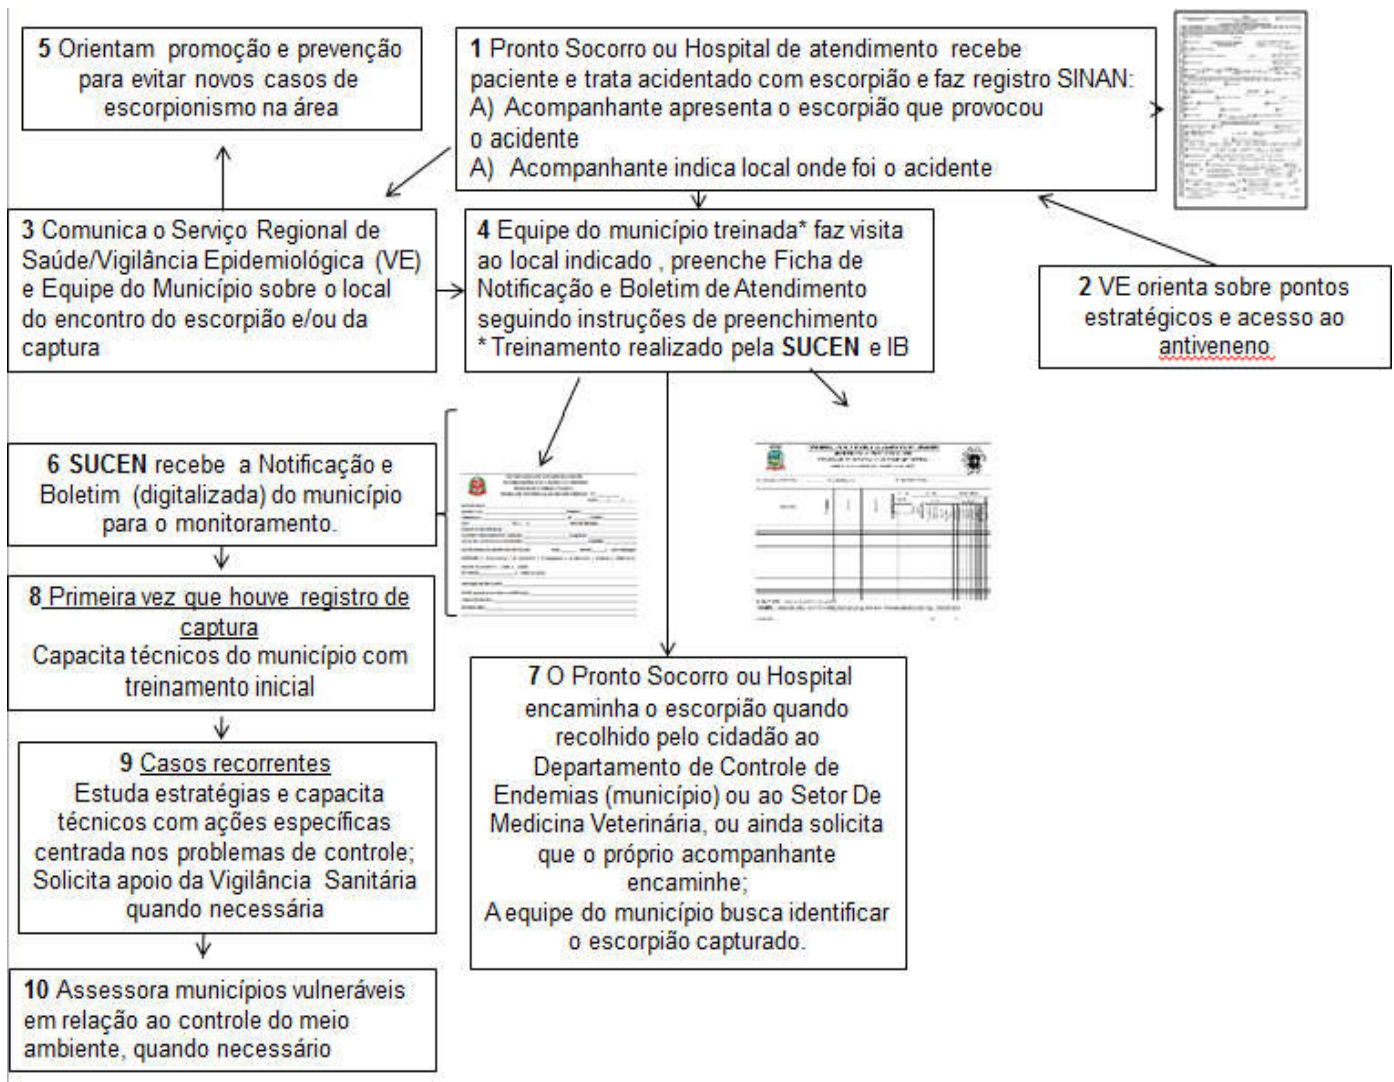 5 Orientam promoção e prevenção
para evitar novos casos de
escorpionismo na área
1 Pronto Socorro ou Hospital de atendimento recebe
paciente e trata acidentado com escorpião e faz registro SINAN:
A) Acompanhante apresenta o escorpião que provocou
o acidente
A) Acompanhante indica local onde foi o acidente
3 Comunica o Serviço Regional de
Saúde/Vigilância Epidemiológica (VE)
e Equipe do Município sobre o local
do encontro do escorpião e/ou da
captura
4 Equipe do município treinada* faz visita
ao local indicado , preenche Ficha de
Notificação e Boletim de Atendimento
seguindo instruções de preenchimento
* Treinamento realizado pela SUCEN e IB
2 VE orienta sobre pontos
estratégicos e acesso ao
antiveneno
6 SUCEN recebe a Notificação e
Boletim (digitalizada) do município
para o monitoramento.
8 Primeira vez que houve registro de
captura
Capacita técnicos do município com
treinamento inicial
9 Casos recorrentes
Estuda estratégias e capacita
técnicos com ações específicas
centrada nos problemas de controle;
Solicita apoio da Vigilância Sanitária
quando necessária
10 Assessora municípios vulneráveis
em relação ao controle do meio
ambiente, quando necessário
7 O Pronto Socorro ou Hospital
encaminha o escorpião quando
recolhido pelo cidadão ao
Departamento de Controle de
Endemias (município) ou ao Setor De
Medicina Veterinária, ou ainda solicita
que o próprio acompanhante
encaminhe;
A equipe do município busca identificar
o escorpião capturado.